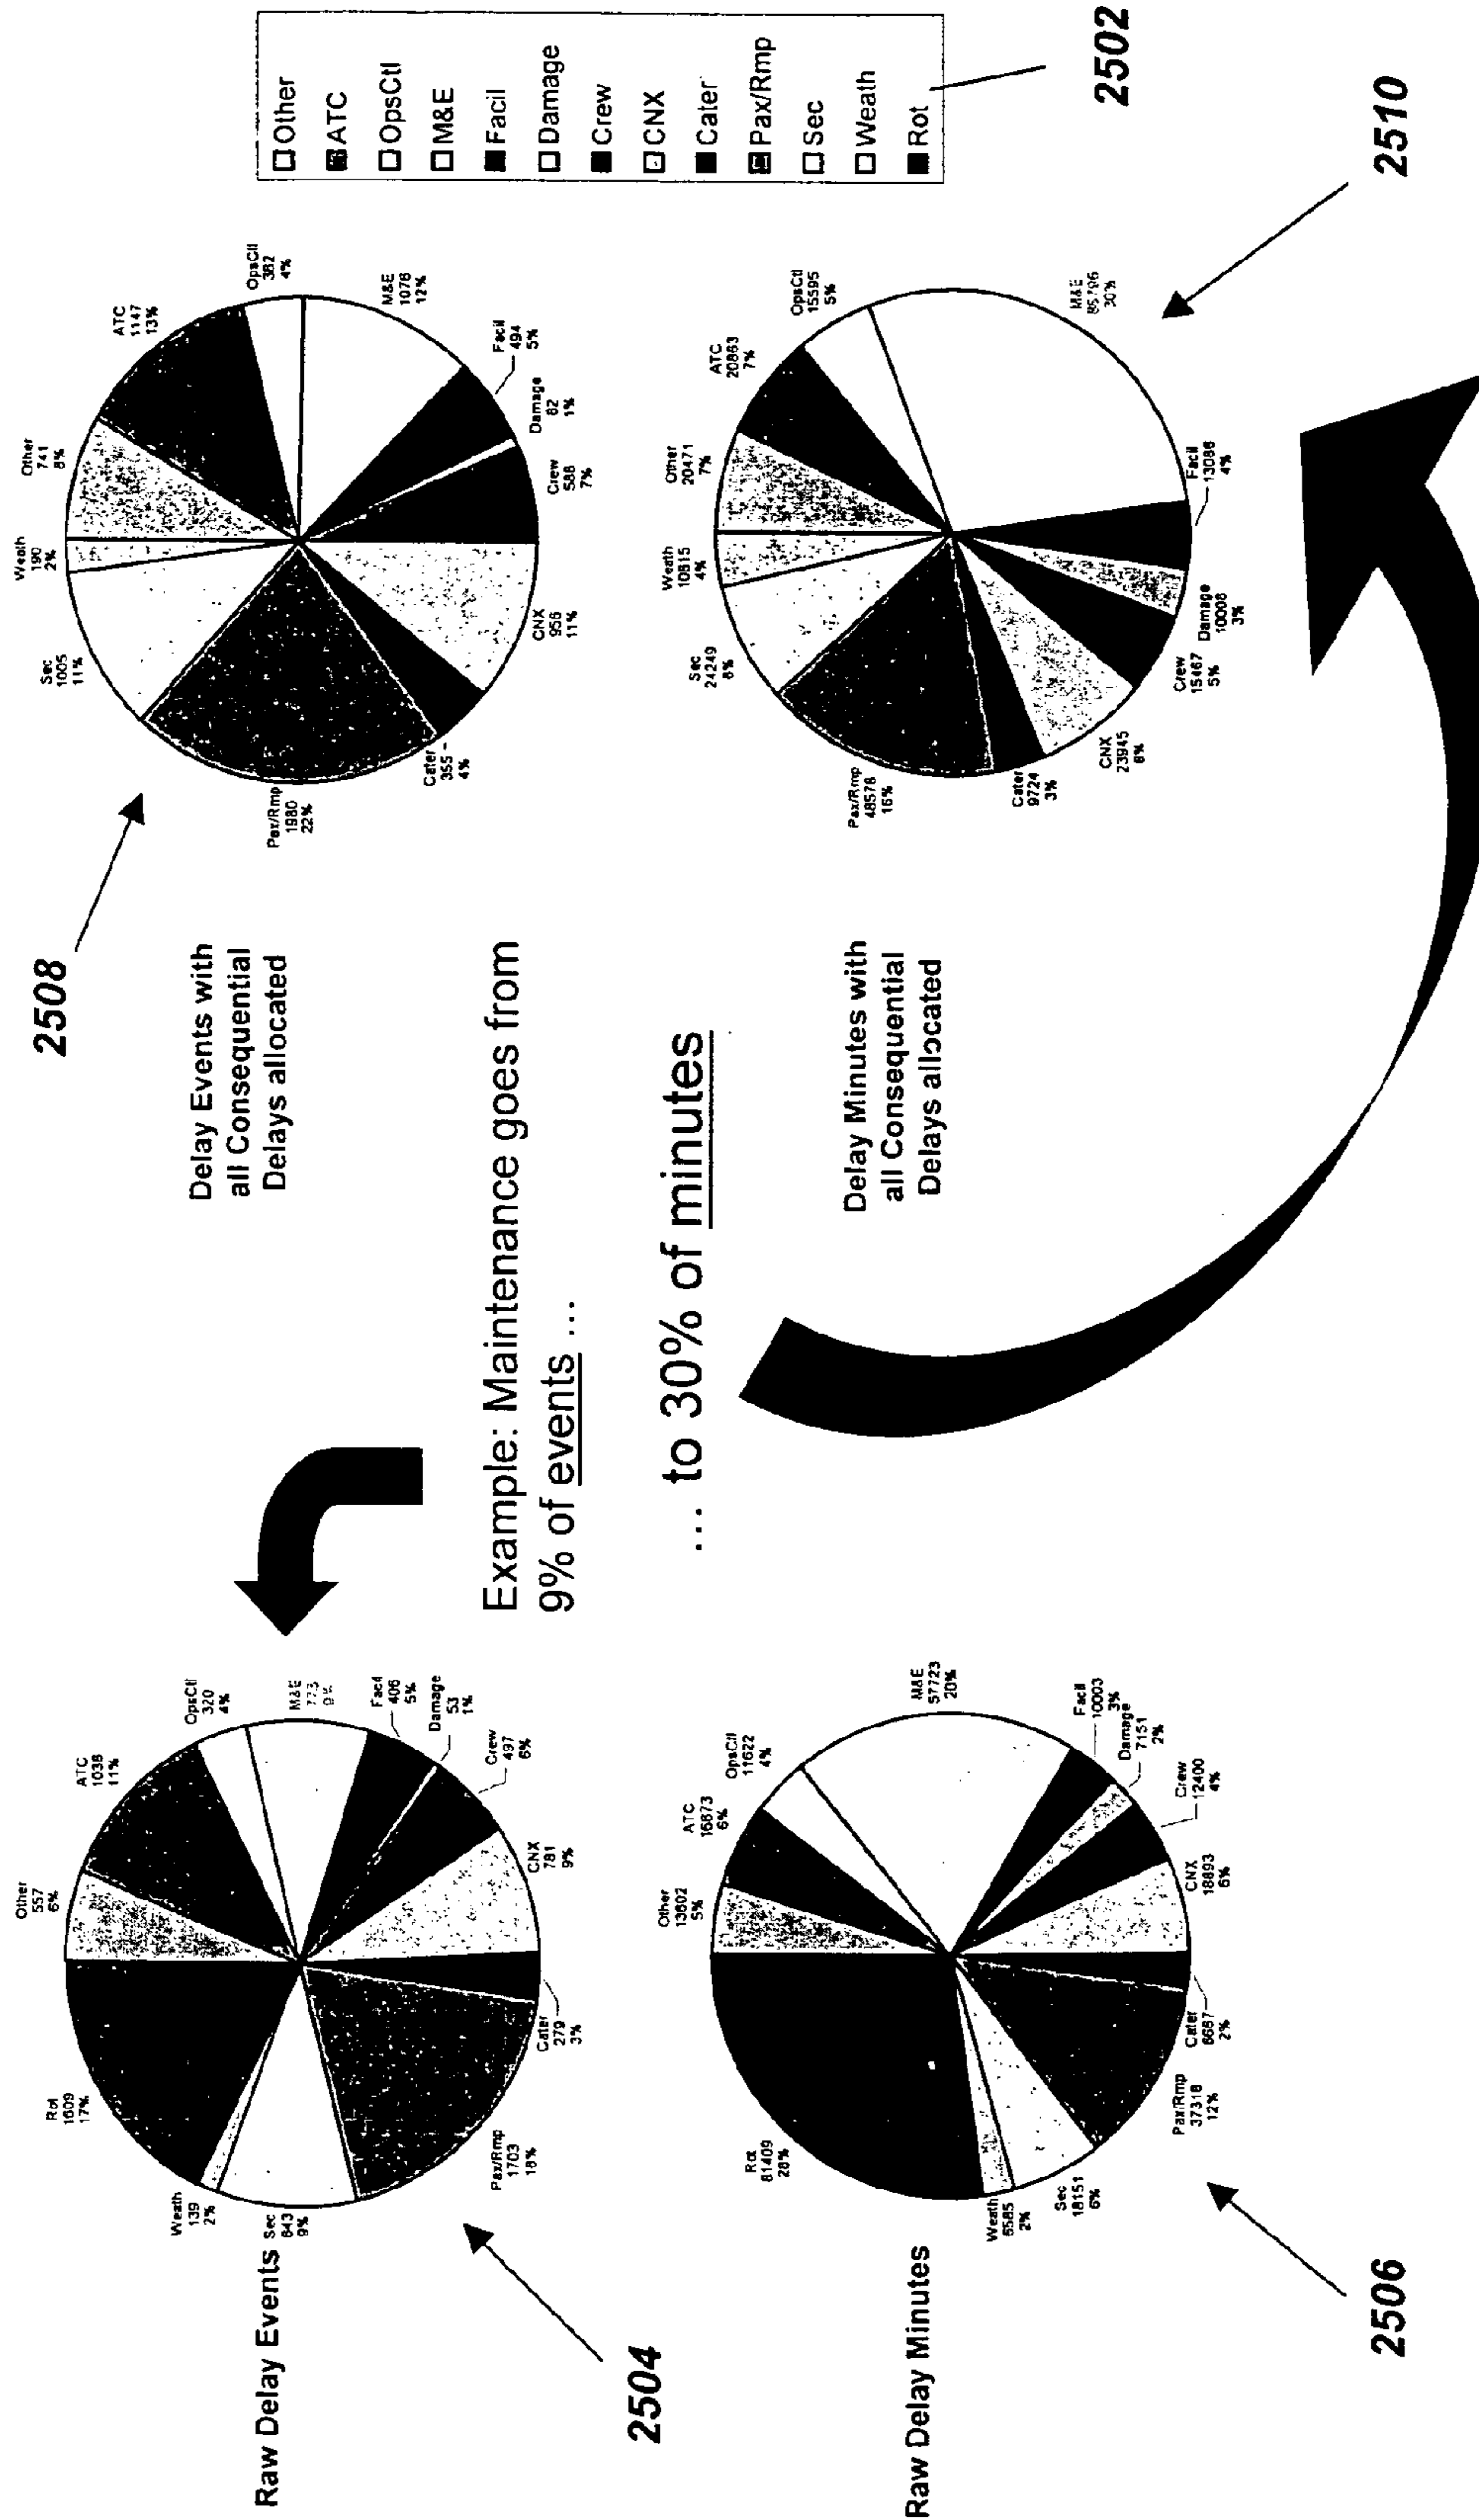 Raw Delay Events
2504
Other
557
6%
ATC
1038
11%
OpsCtl
320
4%
M&E
773
9%
Facil
406
5%
Damage
53
1%
Crew
497
6%
CNX
781
9%
Cater
279
3%
Pax/Rmp
1703
18%
Sec
843
9%
Weath
139
2%
Rot
1609
17%
Delay Events with
all Consequential
Delays allocated
2508
Other
741
8%
ATC
1147
13%
OpsCtl
382
4%
M&E
1078
12%
Facil
494
5%
Damage
62
1%
Crew
588
7%
CNX
956
11%
Cater
355
4%
Pax/Rmp
1980
22%
Sec
1005
11%
Weath
190
2%
Other
ATC
OpsCtl
M&E
Facil
Damage
Crew
CNX
Cater
Pax/Rmp
Sec
Weath
Rot
2502
Example: Maintenance goes from
9% of events ...
... to 30% of minutes
Raw Delay Minutes
2506
Other
13602
5%
ATC
16873
6%
OpsCtl
11622
4%
M&E
57723
20%
Facil
10003
3%
Damage
7151
2%
Crew
12400
4%
CNX
18893
6%
Cater
6687
2%
Pax/Rmp
37318
12%
Sec
18151
6%
Weath
6585
2%
Rot
81409
28%
Delay Minutes with
all Consequential
Delays allocated
2510
Other
20471
7%
ATC
20863
7%
OpsCtl
15595
5%
M&E
30%
Facil
13086
4%
Damage
10008
3%
Crew
15467
5%
CNX
23945
8%
Cater
9724
3%
Pax/Rmp
48578
16%
Sec
24249
8%
Weath
10815
4%